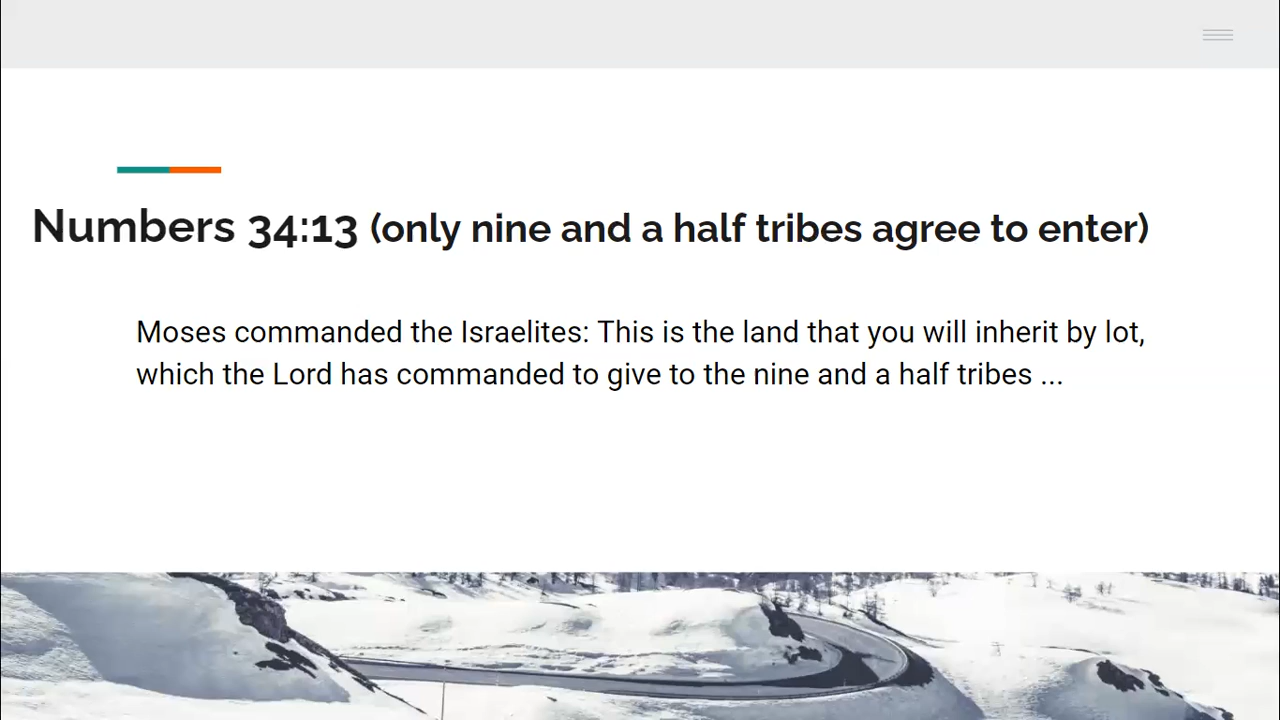 Numbers 34:13 (only nine and a half tribes agree to enter)
Moses commanded the Israelites: This is the land that you will inherit by lot,
which the Lord has commanded to give to the nine and a half tribes ...